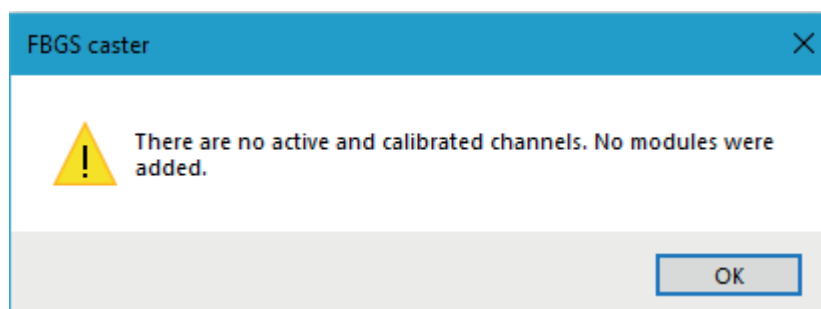 FBGS caster
There are no active and calibrated channels. No modules were
added.
OK